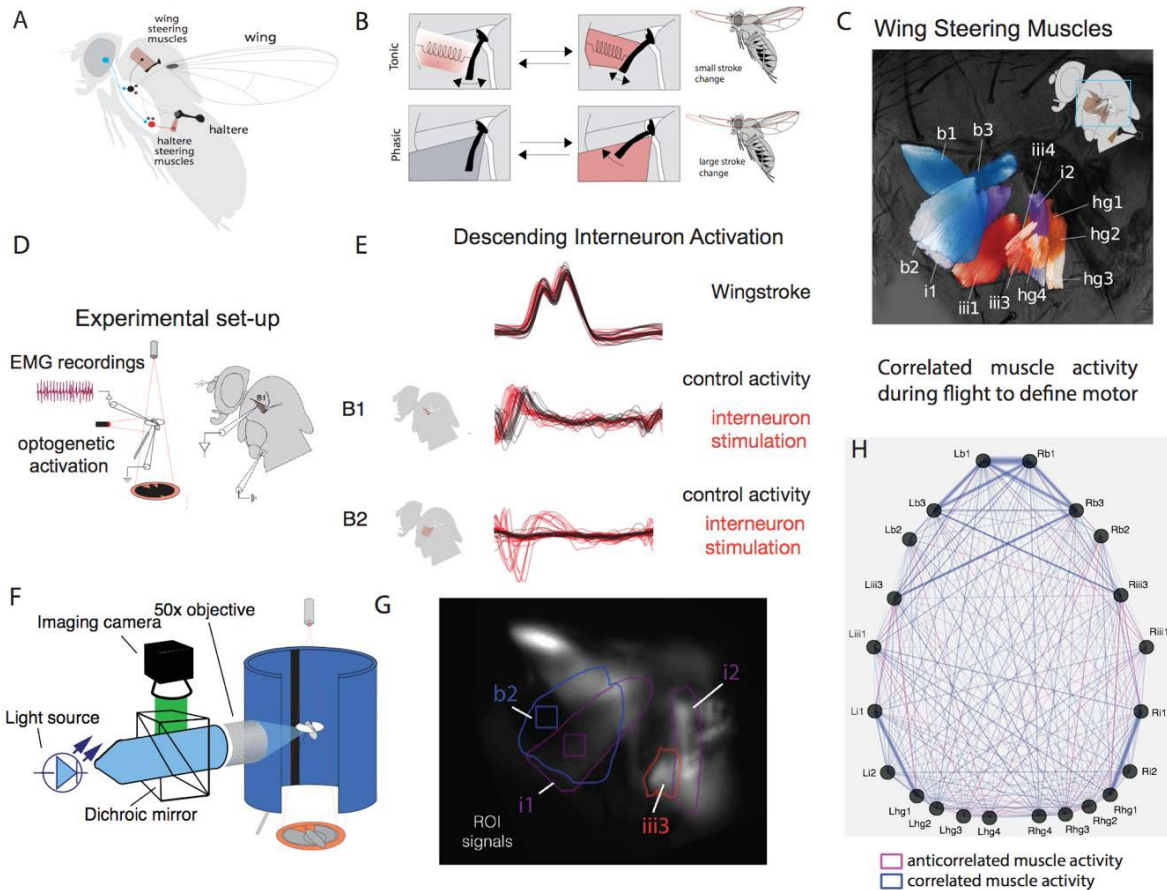 A
wing
steering
muscles
wing
haltere
haltere
steering muscles
B
Tonic
small stroke
change
Phasic
large stroke
change
C
Wing Steering Muscles
b1
b3
iii4
i2
hg1
hg2
b2
i1
iii1
iii3
hg4
hg3
Correlated muscle activity
during flight to define motor
D
Experimental set-up
EMG recordings
optogenetic
activation
B1
E
Descending Interneuron Activation
Wingstroke
B1
control activity
interneuron
stimulation
B2
control activity
interneuron
stimulation
F
50x objective
Imaging camera
Light source
Dichroic mirror
G
b2
i2
i1
iii3
ROI
signals
H
Lb1
Rb1
Lb3
Rb3
Lb2
Rb2
Liii3
Riii3
Liii1
Riii1
Li1
Ri1
Li2
Ri2
Lhg1
Rhg1
Lhg2
Rhg2
Lhg3
Rhg3
Lhg4
Rhg4
anticorrelated muscle activity
correlated muscle activity